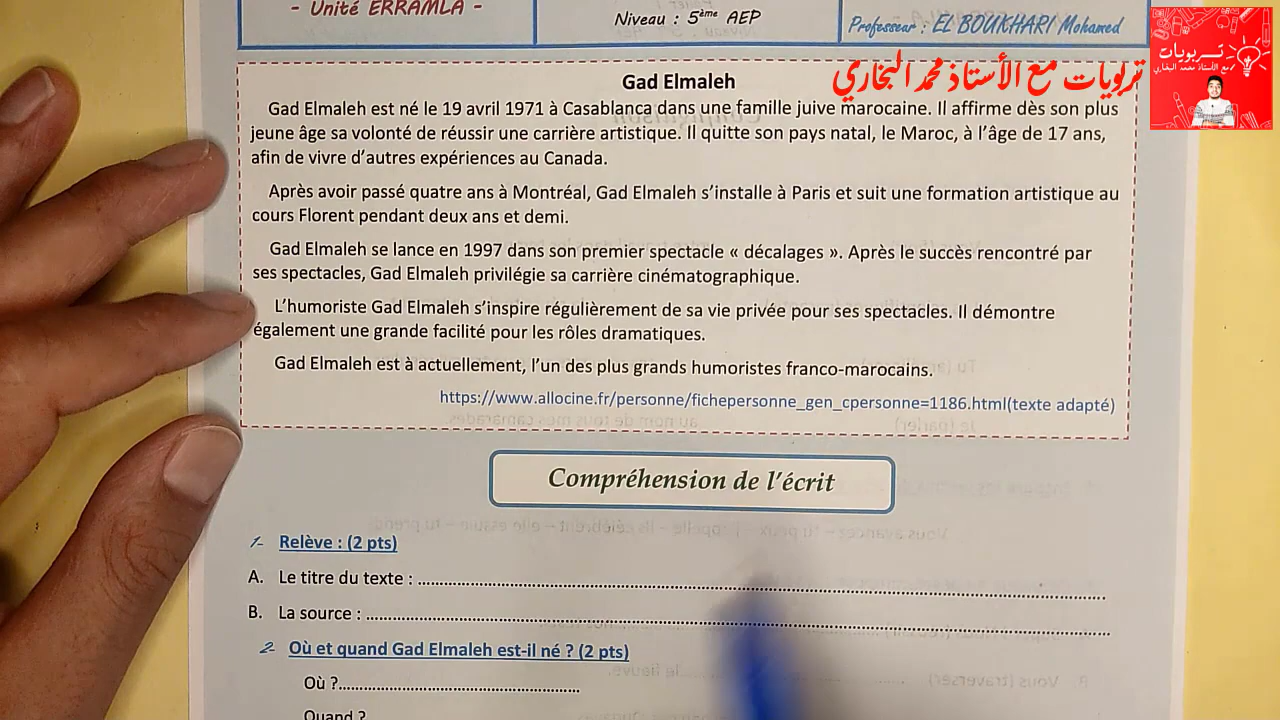 - Unité ERRAMLA -
Niveau : 5ème AEP
Professeur : EL BOUKHARI Mohamed
تربويات مع الأستاذ محمد البخاري
تربويات
مع الأستاذ محمد البخاري
Gad Elmaleh
Gad Elmaleh est né le 19 avril 1971 à Casablanca dans une famille juive marocaine. Il affirme dès son plus
jeune âge sa volonté de réussir une carrière artistique. Il quitte son pays natal, le Maroc, à l’âge de 17 ans,
afin de vivre d’autres expériences au Canada.
Après avoir passé quatre ans à Montréal, Gad Elmaleh s’installe à Paris et suit une formation artistique au
cours Florent pendant deux ans et demi.
Gad Elmaleh se lance en 1997 dans son premier spectacle « décalages ». Après le succès rencontré par
ses spectacles, Gad Elmaleh privilégie sa carrière cinématographique.
L’humoriste Gad Elmaleh s’inspire régulièrement de sa vie privée pour ses spectacles. Il démontre
également une grande facilité pour les rôles dramatiques.
Gad Elmaleh est à actuellement, l’un des plus grands humoristes franco-marocains.
https://www.allocine.fr/personne/fichepersonne_gen_cpersonne=1186.html(texte adapté)
Compréhension de l’écrit
1- Relève : (2 pts)
A. Le titre du texte : ........................................
B. La source : ........................................
2- Où et quand Gad Elmaleh est-il né ? (2 pts)
Où ?........................................
Quand ?